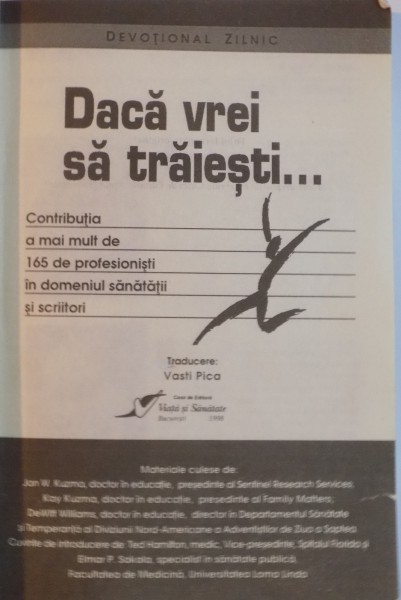 DEVOȚIONAL ZILNIC
Dacă vrei
să trăiești...
Contribuția
a mai mult de
165 de profesioniști
în domeniul sănătății
și scriitori
Traducere:
Vasti Pica
Casa de Editură
Viață și Sănătate
București 1998
Materiale culese de:
Jan W. Kuzma, doctor în educație, președinte al Sentinel Research Services;
Kay Kuzma, doctor în educație, președinte al Family Matters;
DeWitt Williams, doctor în educație, director în Departamentul Sănătate
și Temperanță al Diviziunii Nord-Americane a Adventiștilor de Ziua a Șaptea
Cuvinte de introducere de: Ted Hamilton, medic, Vice-președinte, Spitalul Florida și
Elmar P. Sakala, specialist în sănătate publică,
Facultatea de Medicină, Universitatea Loma Linda